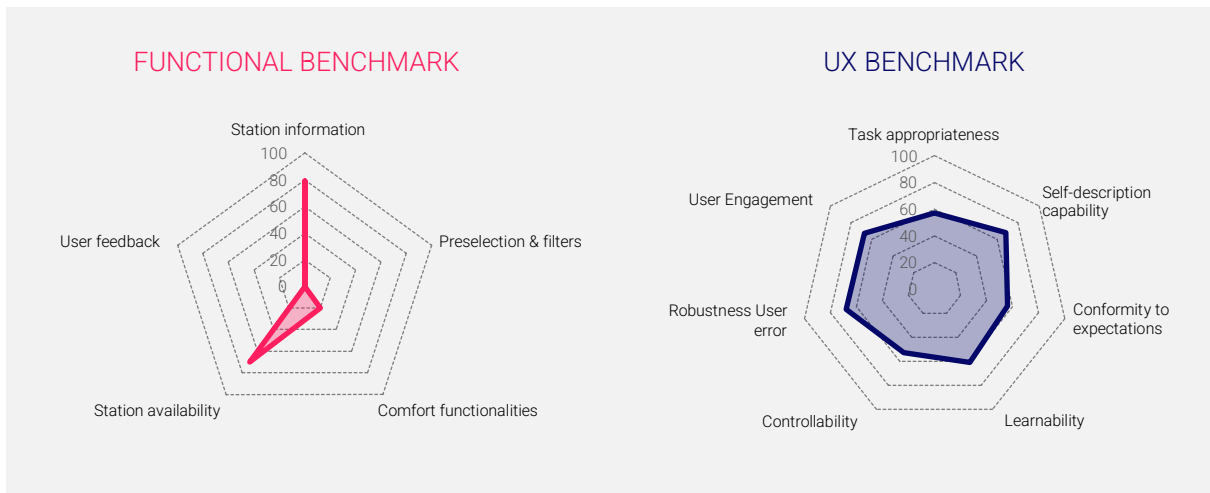 FUNCTIONAL BENCHMARK
Station information
100
80
60
40
20
0
User feedback
Preselection & filters
Station availability
Comfort functionalities
UX BENCHMARK
Task appropriateness
100
80
60
40
20
0
User Engagement
Self-description
capability
Robustness User
error
Conformity to
expectations
Controllability
Learnability